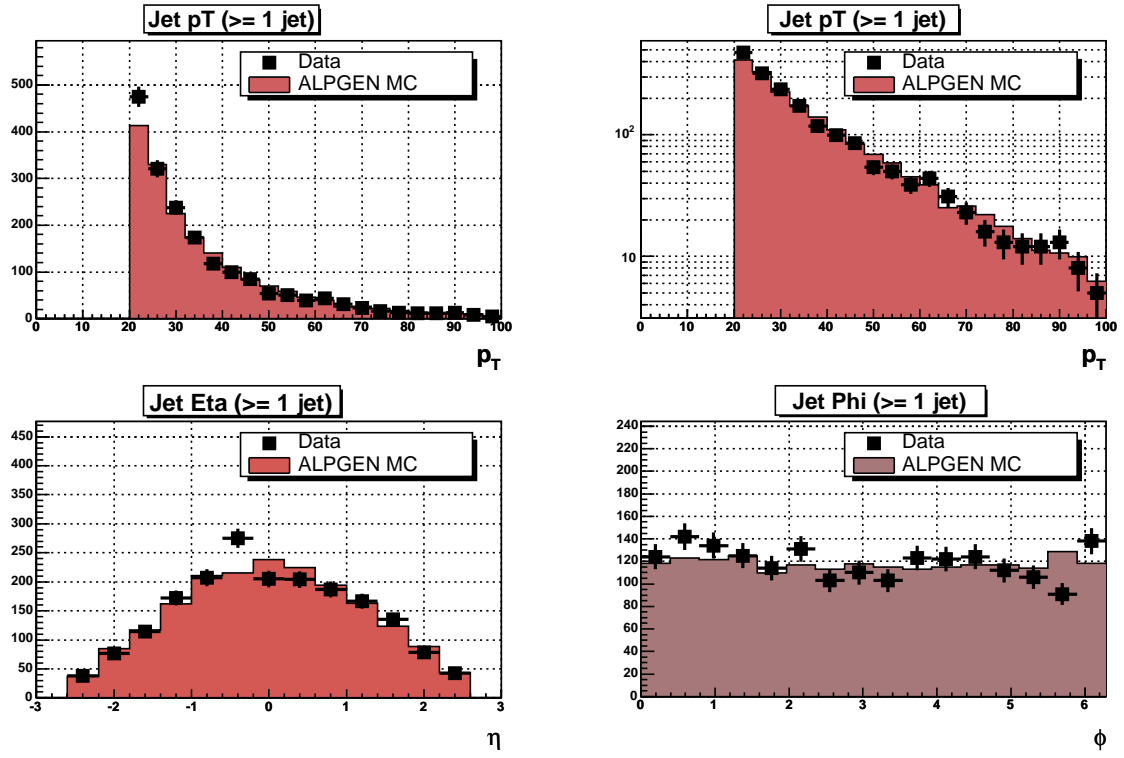 Jet pT (>= 1 jet)
Data
ALPGEN MC
500
400
300
200
100
0
0 10 20 30 40 50 60 70 80 90 100
p_T
Jet pT (>= 1 jet)
Data
ALPGEN MC
10²
10
0 10 20 30 40 50 60 70 80 90 100
p_T
Jet Eta (>= 1 jet)
Data
ALPGEN MC
450
400
350
300
250
200
150
100
50
0
-3 -2 -1 0 1 2 3
η
Jet Phi (>= 1 jet)
Data
ALPGEN MC
240
220
200
180
160
140
120
100
80
60
40
20
0
0 1 2 3 4 5 6
ϕ